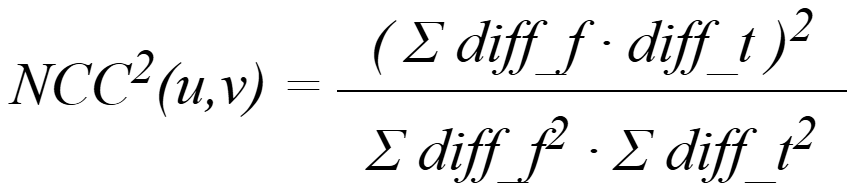 NCC²(u,v) = ( Σ diff_f · diff_t )² / Σ diff_f² · Σ diff_t²